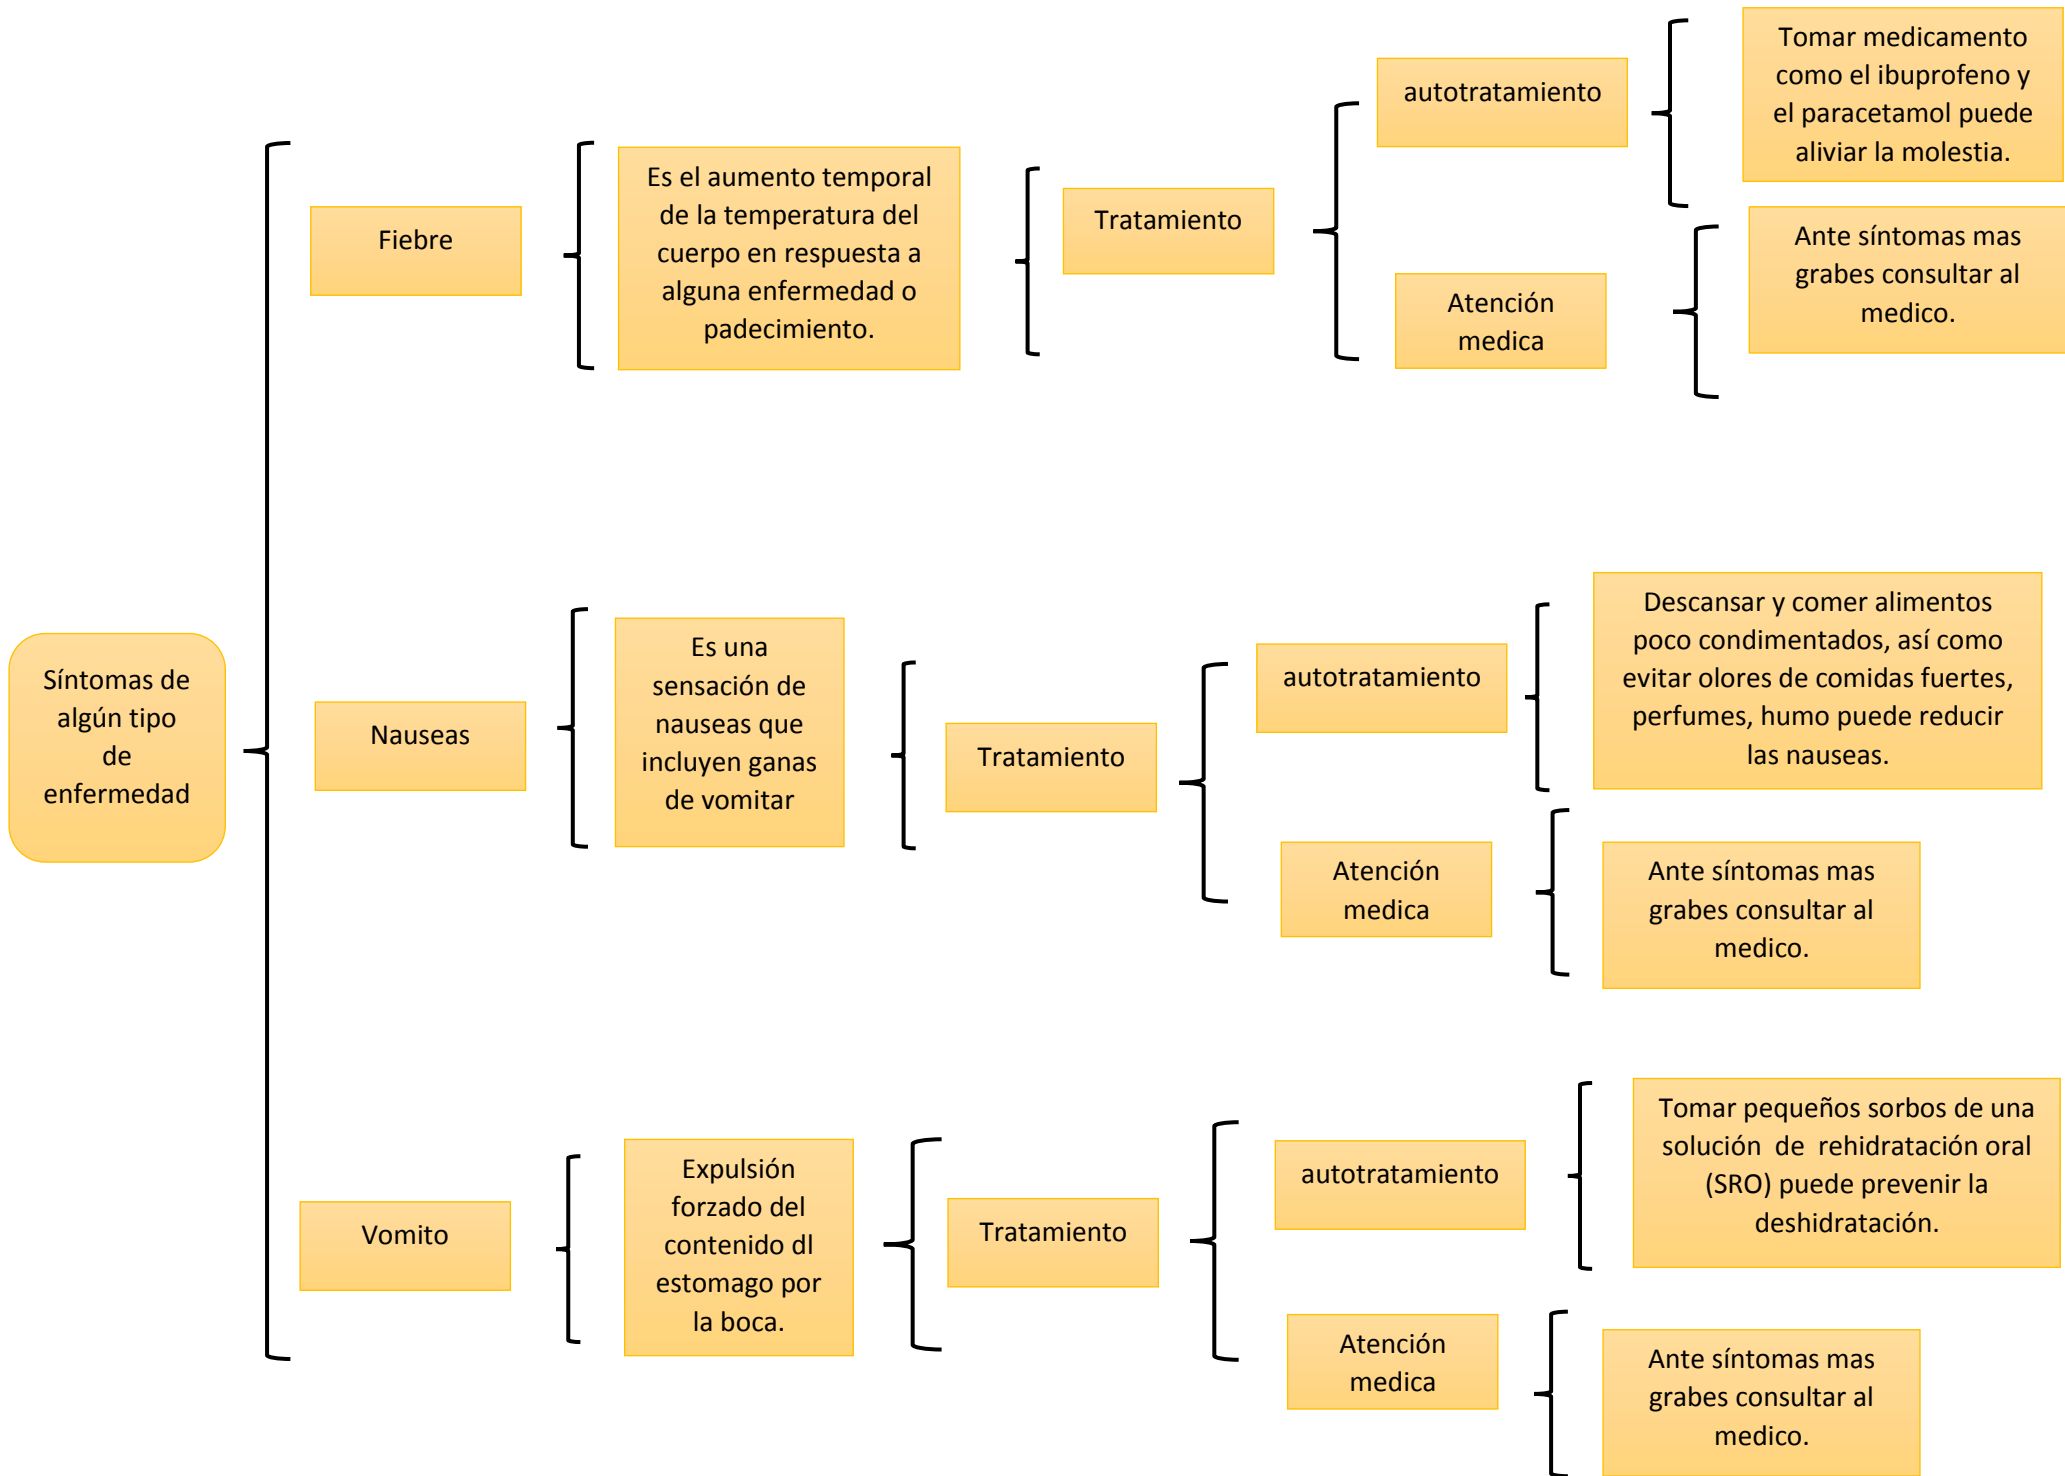 Síntomas de
algún tipo
de
enfermedad
Fiebre
Es el aumento temporal
de la temperatura del
cuerpo en respuesta a
alguna enfermedad o
padecimiento.
Tratamiento
autotratamiento
Tomar medicamento
como el ibuprofeno y
el paracetamol puede
aliviar la molestia.
Atención
medica
Ante síntomas mas
grabes consultar al
medico.
Nauseas
Es una
sensación de
nauseas que
incluyen ganas
de vomitar
Tratamiento
autotratamiento
Descansar y comer alimentos
poco condimentados, así como
evitar olores de comidas fuertes,
perfumes, humo puede reducir
las nauseas.
Atención
medica
Ante síntomas mas
grabes consultar al
medico.
Vomito
Expulsión
forzado del
contenido dl
estomago por
la boca.
Tratamiento
autotratamiento
Tomar pequeños sorbos de una
solución  de  rehidratación oral
(SRO) puede prevenir la
deshidratación.
Atención
medica
Ante síntomas mas
grabes consultar al
medico.